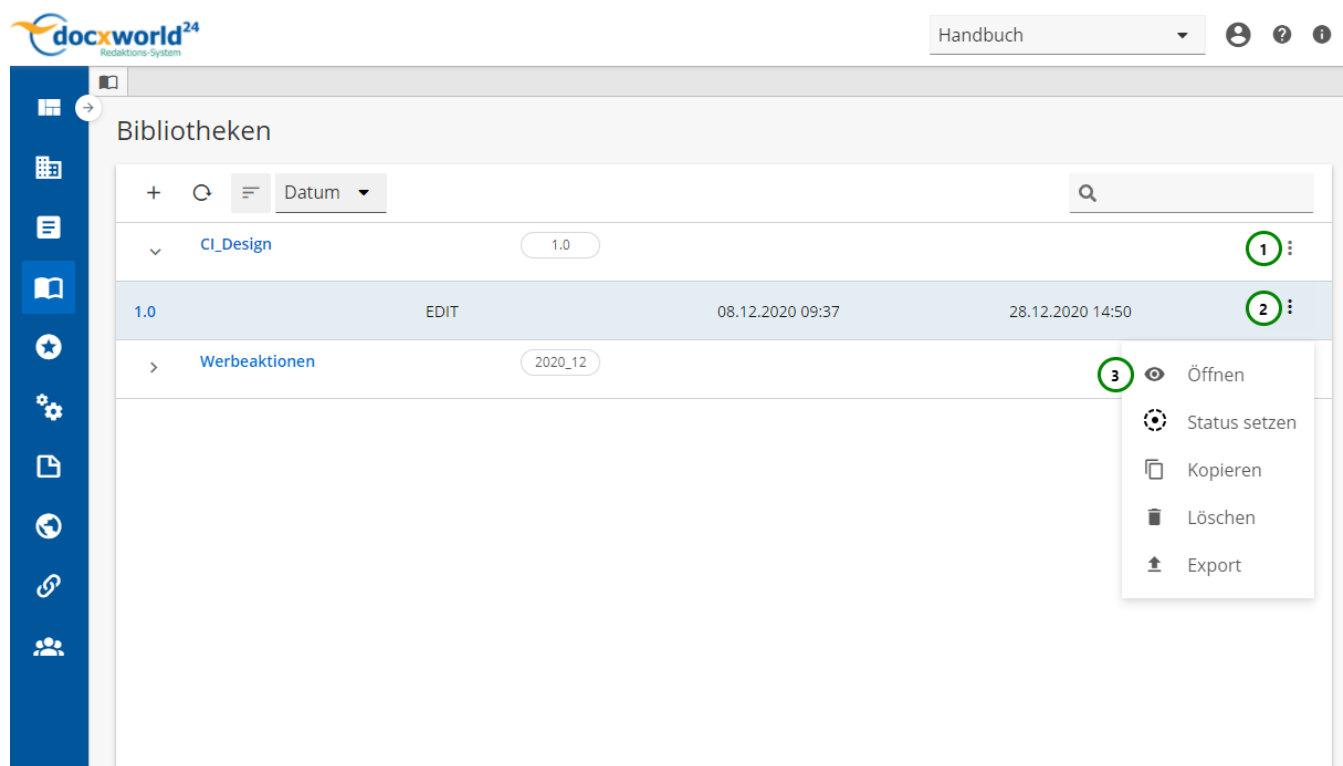 docxworld24
Redaktions-System
Handbuch
Bibliotheken
Datum
CI_Design 1.0 1
1.0 EDIT 08.12.2020 09:37 28.12.2020 14:50 2
Werbeaktionen 2020_12
3 Öffnen
Status setzen
Kopieren
Löschen
Export